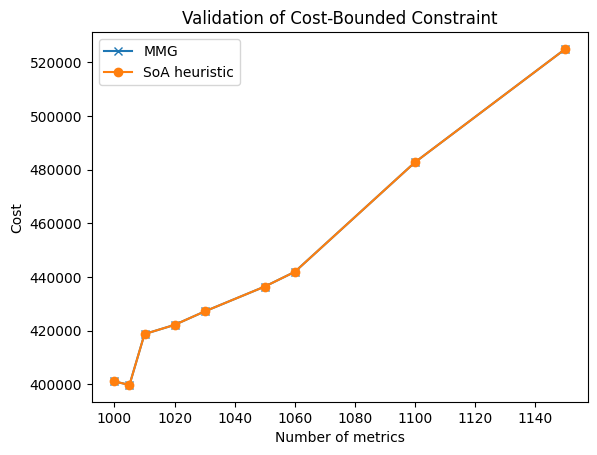 Validation of Cost-Bounded Constraint
MMG
SoA heuristic
Cost
520000
500000
480000
460000
440000
420000
400000
1000 1020 1040 1060 1080 1100 1120 1140
Number of metrics